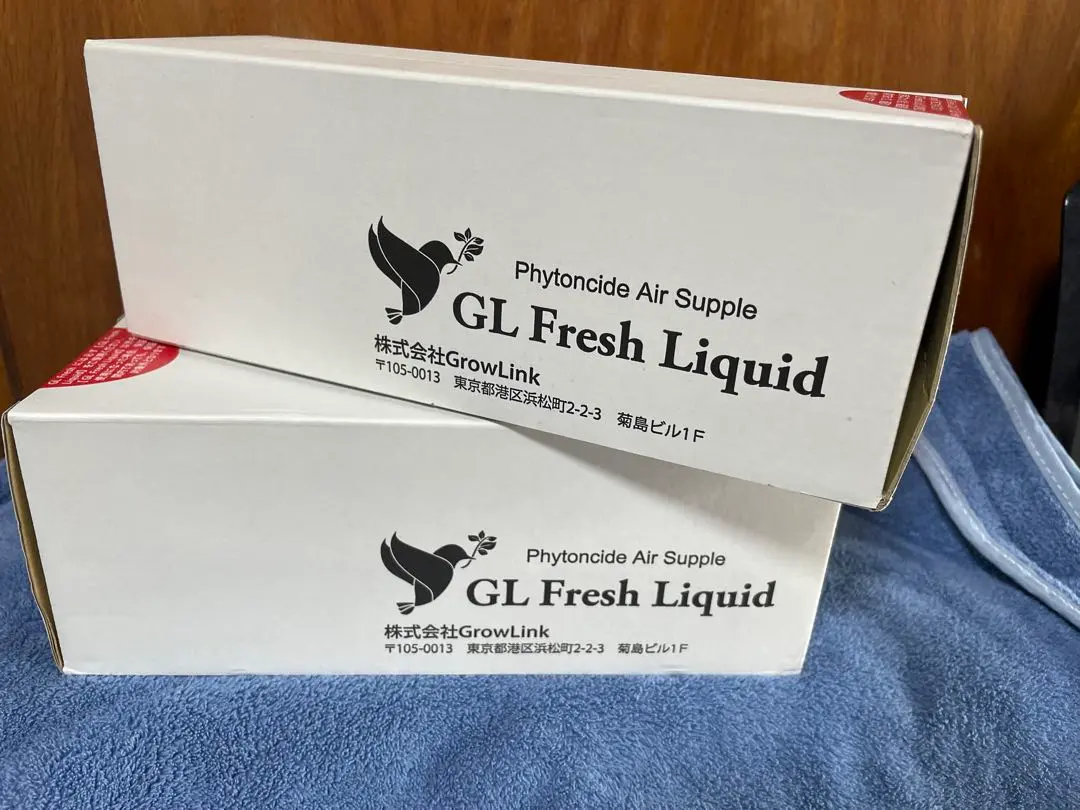 Phytoncide Air Supple
GL Fresh Liquid
株式会社GrowLink
〒105-0013 東京都港区浜松町2-2-3 菊島ビル1F
Phytoncide Air Supple
GL Fresh Liquid
株式会社GrowLink
〒105-0013 東京都港区浜松町2-2-3 菊島ビル1F